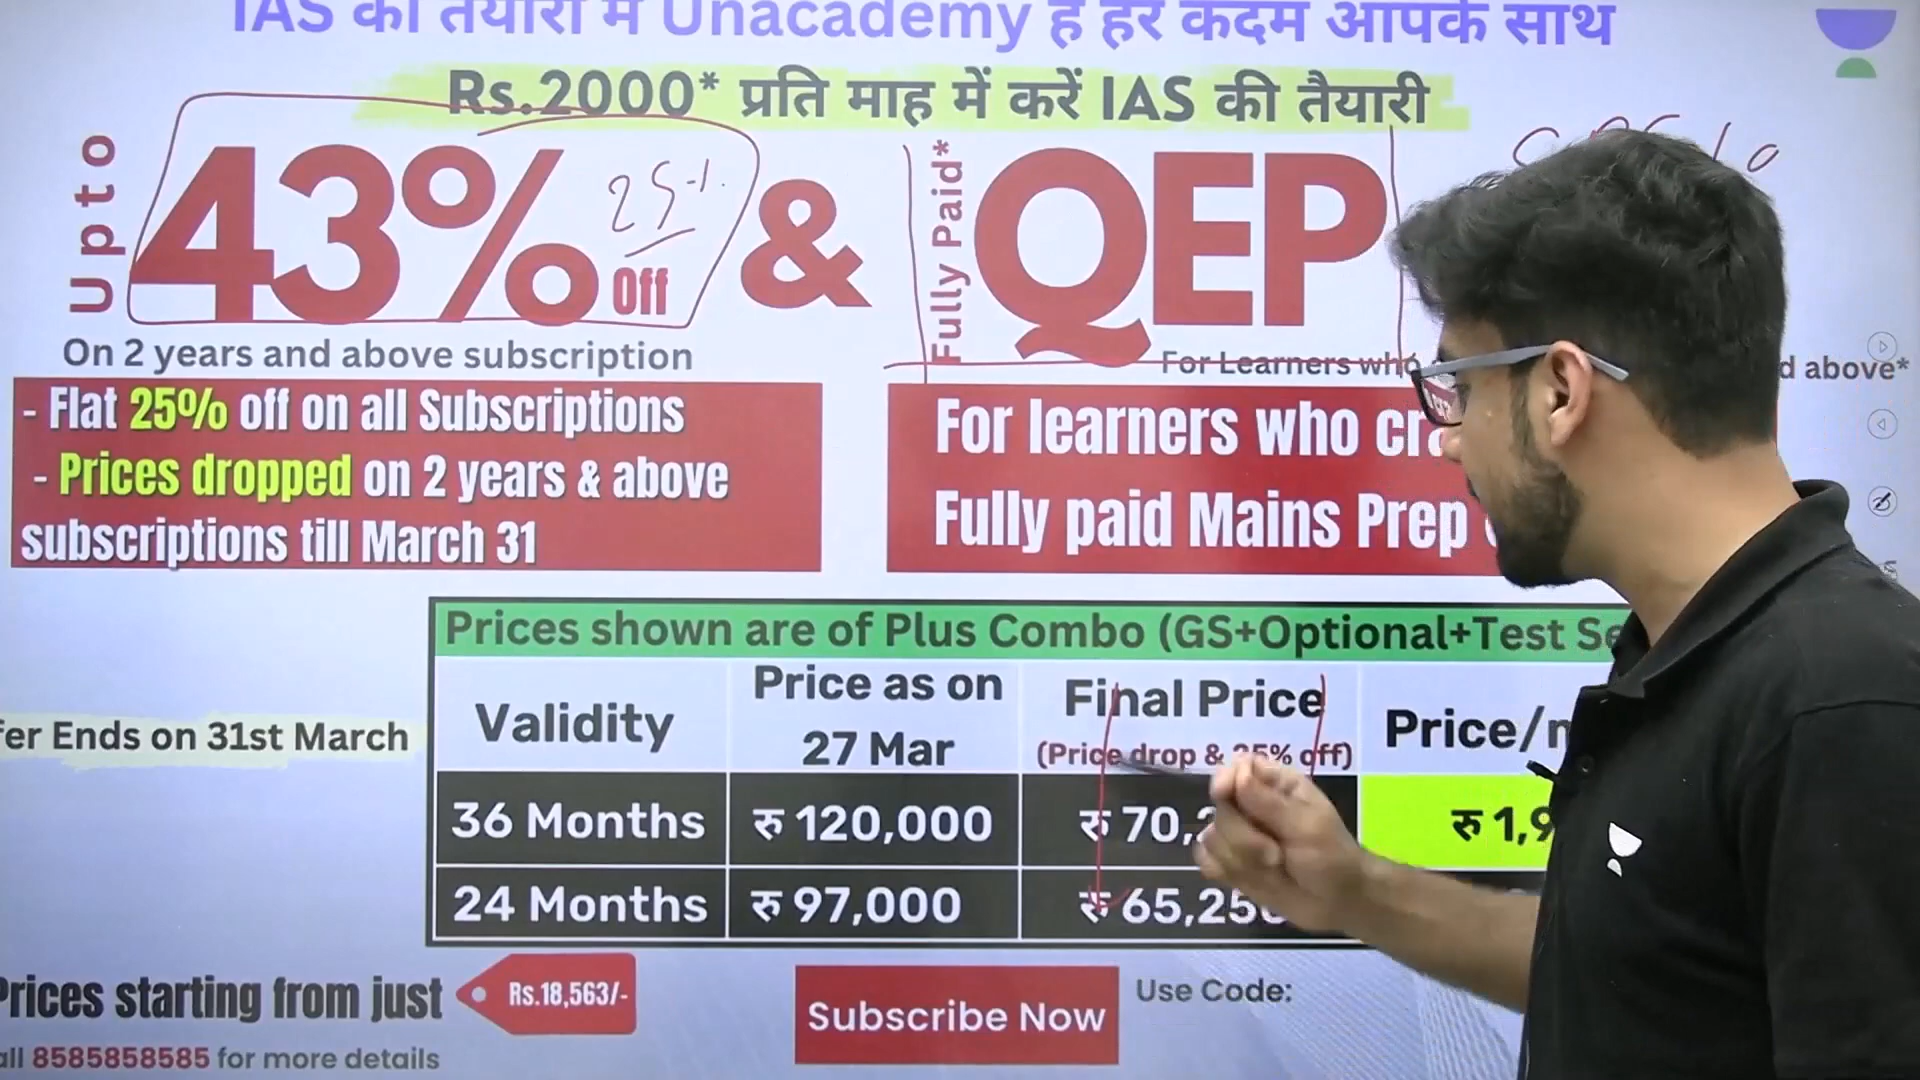 IAS की तैयारी में Unacademy है हर कदम आपके साथ
Rs.2000* प्रति माह में करें IAS की तैयारी
Upto
43%
25%
Off
&
Fully Paid*
QEP
On 2 years and above subscription
For Learners who
d above*
- Flat 25% off on all Subscriptions
- Prices dropped on 2 years & above
subscriptions till March 31
For learners who cra
Fully paid Mains Prep
Prices shown are of Plus Combo (GS+Optional+Test Se
Validity
Price as on
27 Mar
Final Price
(Price drop & 25% off)
Price/m
fer Ends on 31st March
36 Months
रु 120,000
रु 70,2
रु 1,9
24 Months
रु 97,000
रु 65,250
Prices starting from just
Rs.18,563/-
Subscribe Now
Use Code:
all 8585858585 for more details